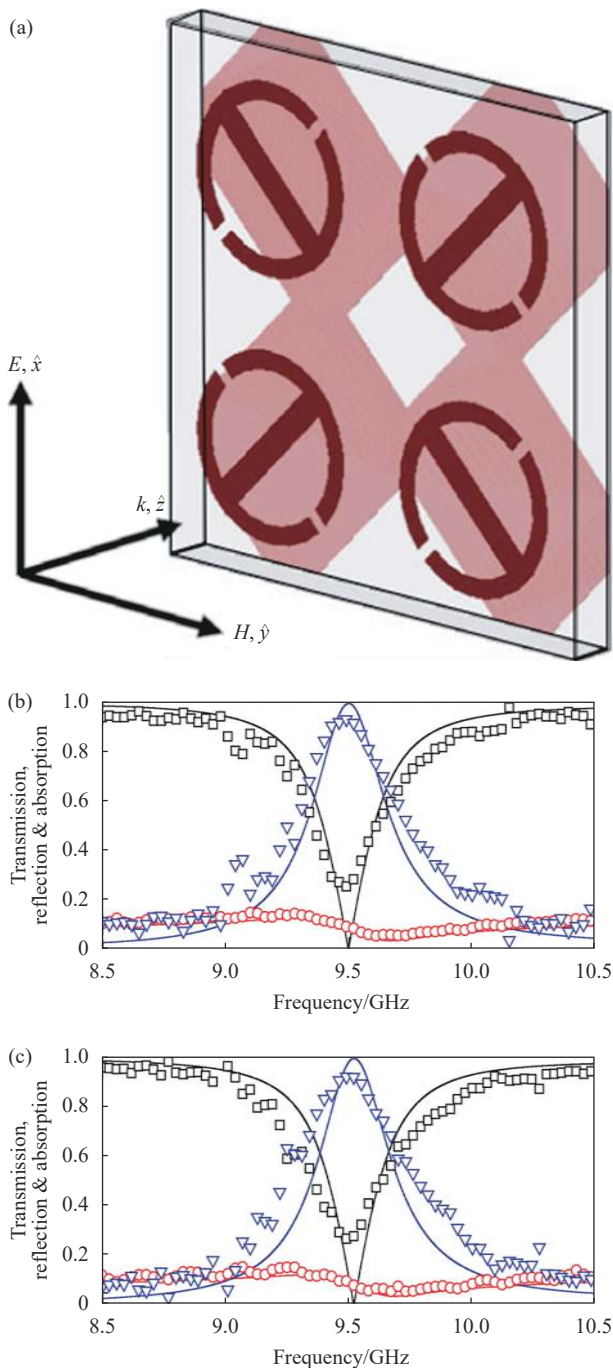 (a)
E, x̂
k, ẑ
H, ŷ
(b)
1.0
0.8
0.6
0.4
0.2
0
Transmission,
reflection & absorption
8.5 9.0 9.5 10.0 10.5
Frequency/GHz
(c)
1.0
0.8
0.6
0.4
0.2
0
Transmission,
reflection & absorption
8.5 9.0 9.5 10.0 10.5
Frequency/GHz